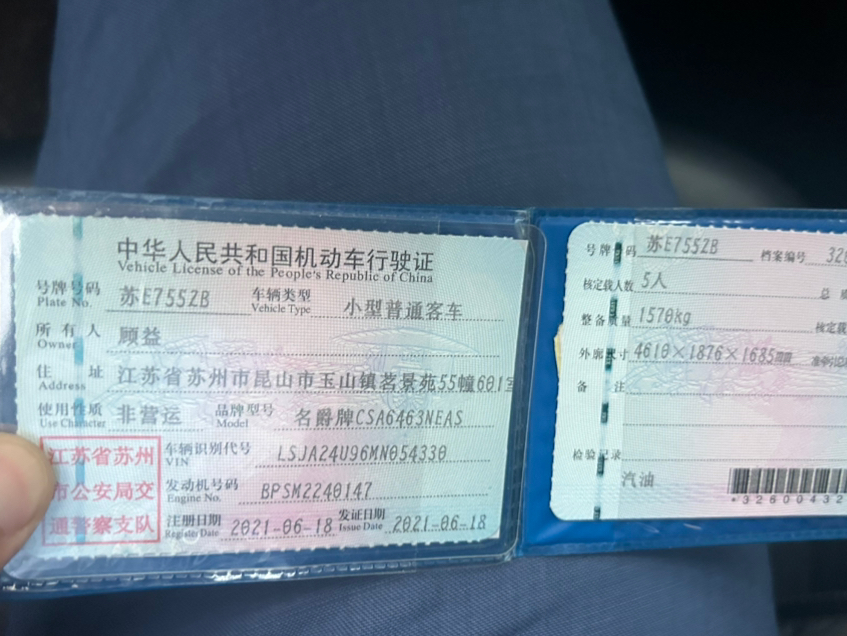 中华人民共和国机动车行驶证
Vehicle License of the People's Republic of China
号牌号码 苏E7552B 车辆类型 小型普通客车
Plate No. Vehicle Type
所有人 顾益
Owner
住址 江苏省苏州市昆山市玉山镇茗景苑55幢601室
Address
使用性质 非营运 品牌型号 名爵牌CSA6463NEAS
Use Character Model
江苏省苏州
市公安局交
通警察支队
车辆识别代号 LSJA24U96MN054330
VIN
发动机号码 BPSM2240147
Engine No.
注册日期 2021-06-18 发证日期 2021-06-18
Register Date Issue Date
号牌号码 苏E7552B 档案编号 320
核定载人数 5人 总
整备质量 1570kg 核定载
外廓尺寸 4610×1876×1685mm
备注
检验记录
汽油
*32600432